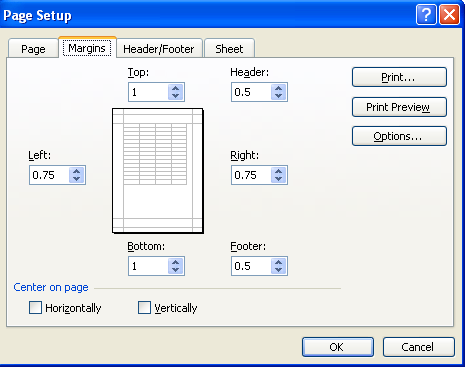 Page Setup
Page Margins Header/Footer Sheet
Top: Header:
1 0.5
Print...
Print Preview
Options...
Left: Right:
0.75 0.75
Bottom: Footer:
1 0.5
Center on page
Horizontally Vertically
OK Cancel